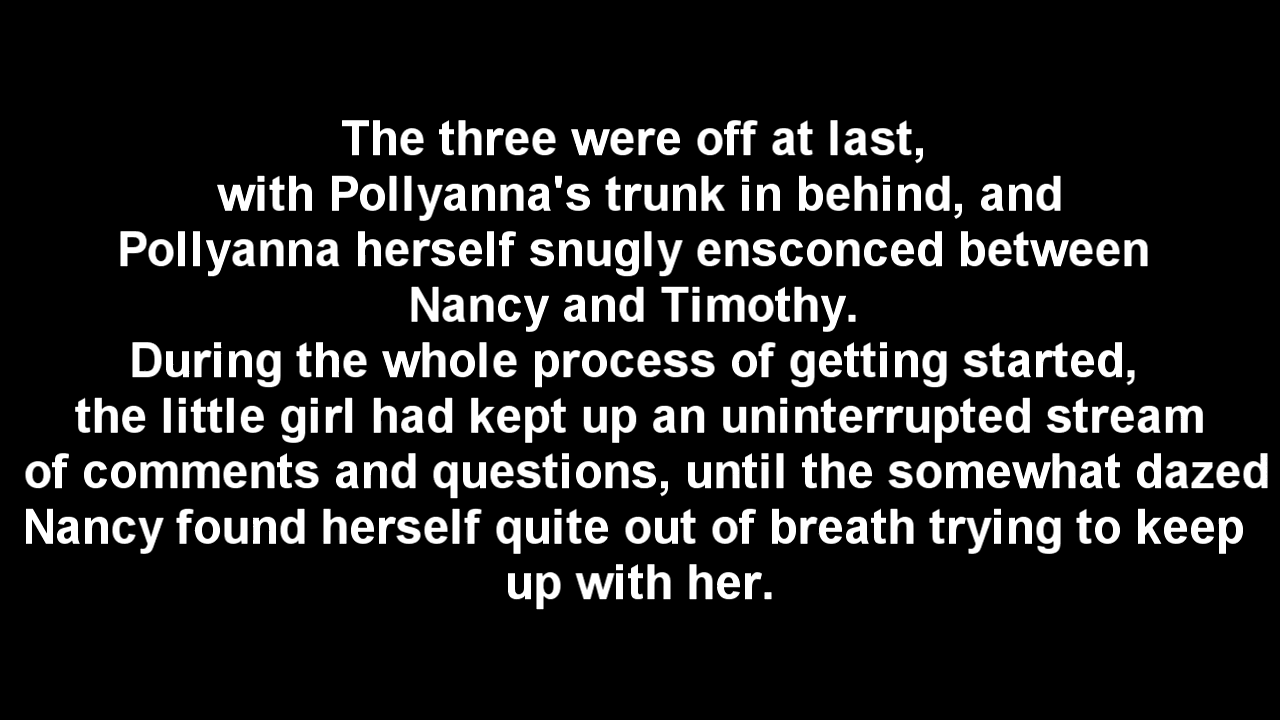 The three were off at last,
with Pollyanna's trunk in behind, and
Pollyanna herself snugly ensconced between
Nancy and Timothy.
During the whole process of getting started,
the little girl had kept up an uninterrupted stream
of comments and questions, until the somewhat dazed
Nancy found herself quite out of breath trying to keep
up with her.